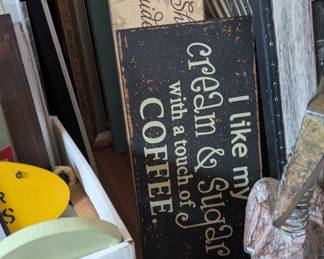 I like my
cream & Sugar
with a touch of
COFFEE